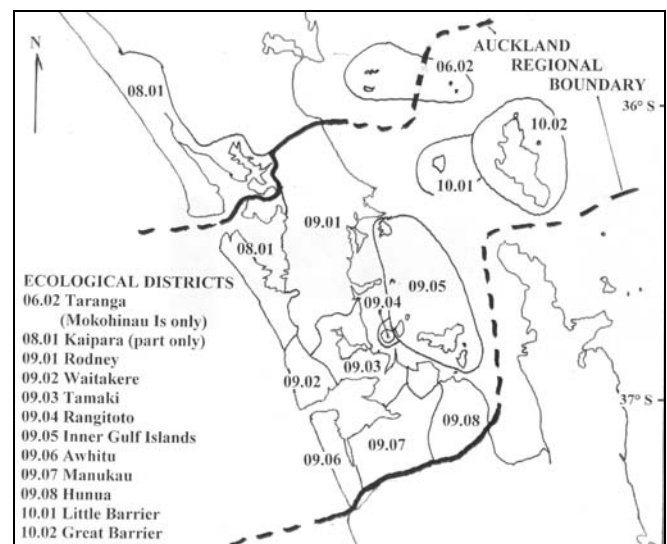 N
AUCKLAND
REGIONAL
BOUNDARY
06.02
36° S
08.01
10.02
10.01
09.01
08.01
09.05
09.04
09.03
09.02
37° S
09.08
09.07
09.06
ECOLOGICAL DISTRICTS
06.02 Taranga
(Mokohinau Is only)
08.01 Kaipara (part only)
09.01 Rodney
09.02 Waitakere
09.03 Tamaki
09.04 Rangitoto
09.05 Inner Gulf Islands
09.06 Awhitu
09.07 Manukau
09.08 Hunua
10.01 Little Barrier
10.02 Great Barrier